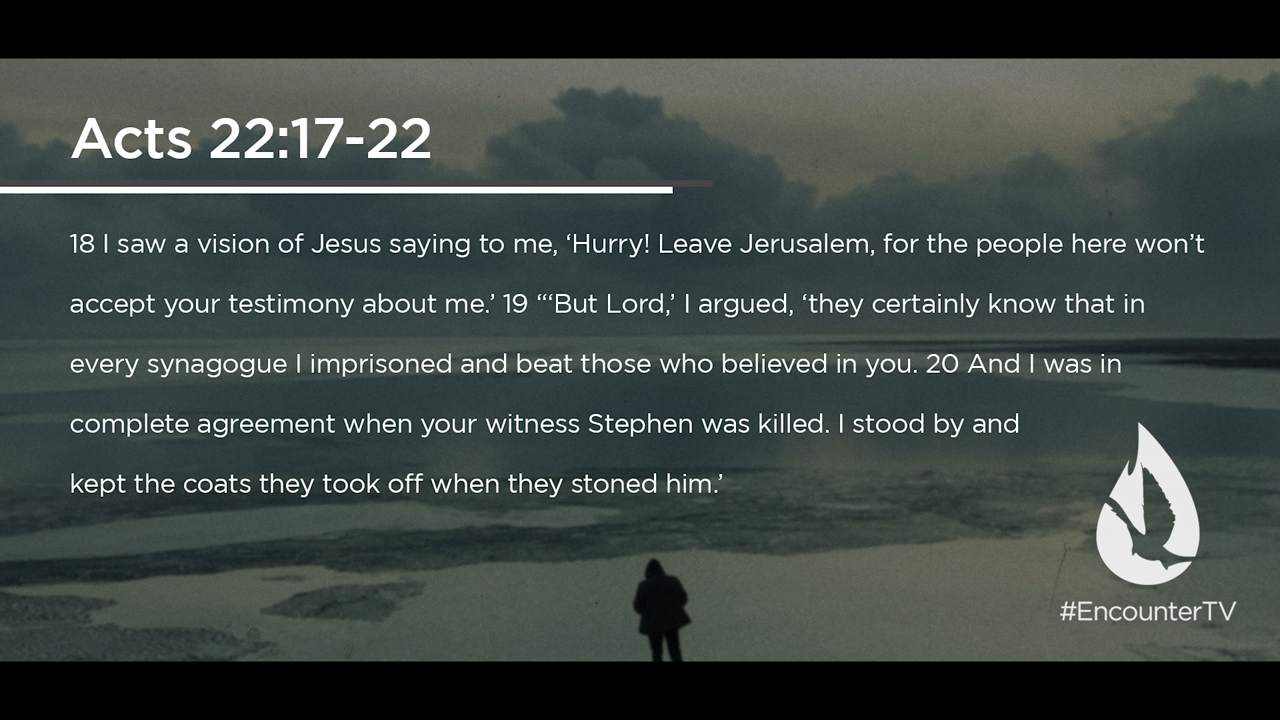 Acts 22:17-22
18 I saw a vision of Jesus saying to me, ‘Hurry! Leave Jerusalem, for the people here won’t
accept your testimony about me.’ 19 “‘But Lord,’ I argued, ‘they certainly know that in
every synagogue I imprisoned and beat those who believed in you. 20 And I was in
complete agreement when your witness Stephen was killed. I stood by and
kept the coats they took off when they stoned him.’
#EncounterTV